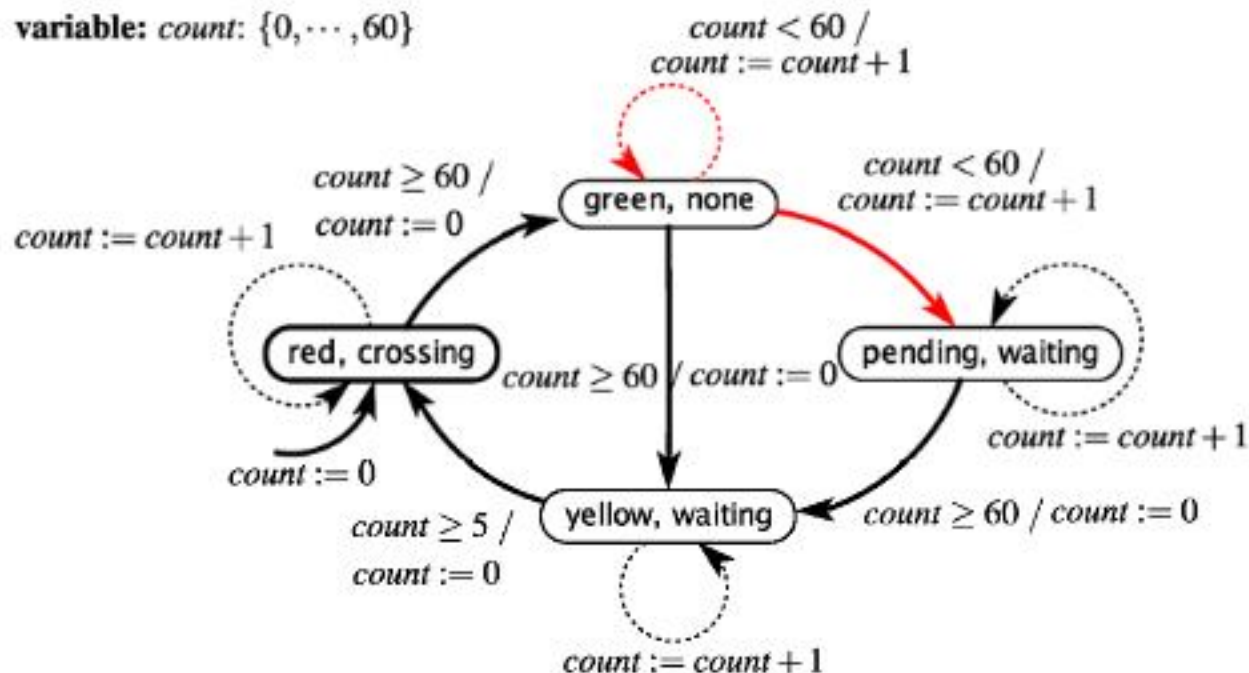 variable: count: {0, ⋯ , 60}
count < 60 /
count := count + 1
count ≥ 60 /
count := 0
count < 60 /
count := count + 1
green, none
count := count + 1
red, crossing
count ≥ 60 / count := 0
pending, waiting
count := 0
count := count + 1
count ≥ 5 /
count := 0
yellow, waiting
count ≥ 60 / count := 0
count := count + 1